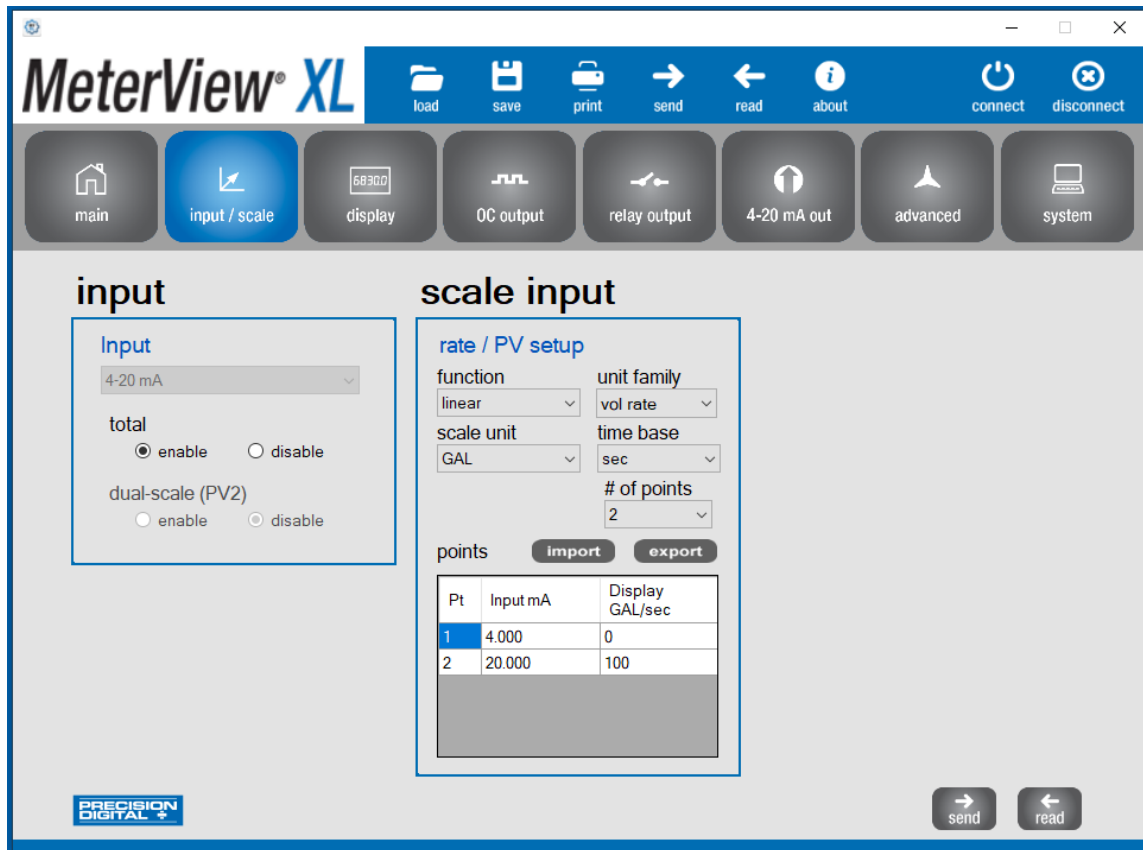 MeterView® XL
load save print send read about connect disconnect
main input / scale 6830.0 display OC output relay output 4-20 mA out advanced system
input
Input
4-20 mA
total
enable disable
dual-scale (PV2)
enable disable
scale input
rate / PV setup
function unit family
linear vol rate
scale unit time base
GAL sec
# of points
2
points import export
Pt Input mA Display GAL/sec
1 4.000 0
2 20.000 100
PRECISION
DIGITAL
send read